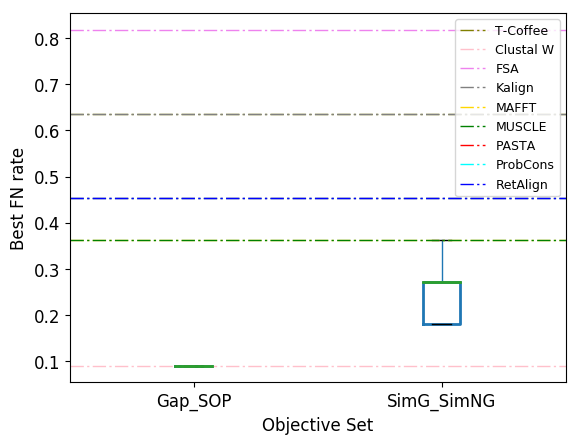 0.8
0.7
0.6
0.5
0.4
0.3
0.2
0.1
Best FN rate
T-Coffee
Clustal W
FSA
Kalign
MAFFT
MUSCLE
PASTA
ProbCons
RetAlign
Gap_SOP SimG_SimNG
Objective Set